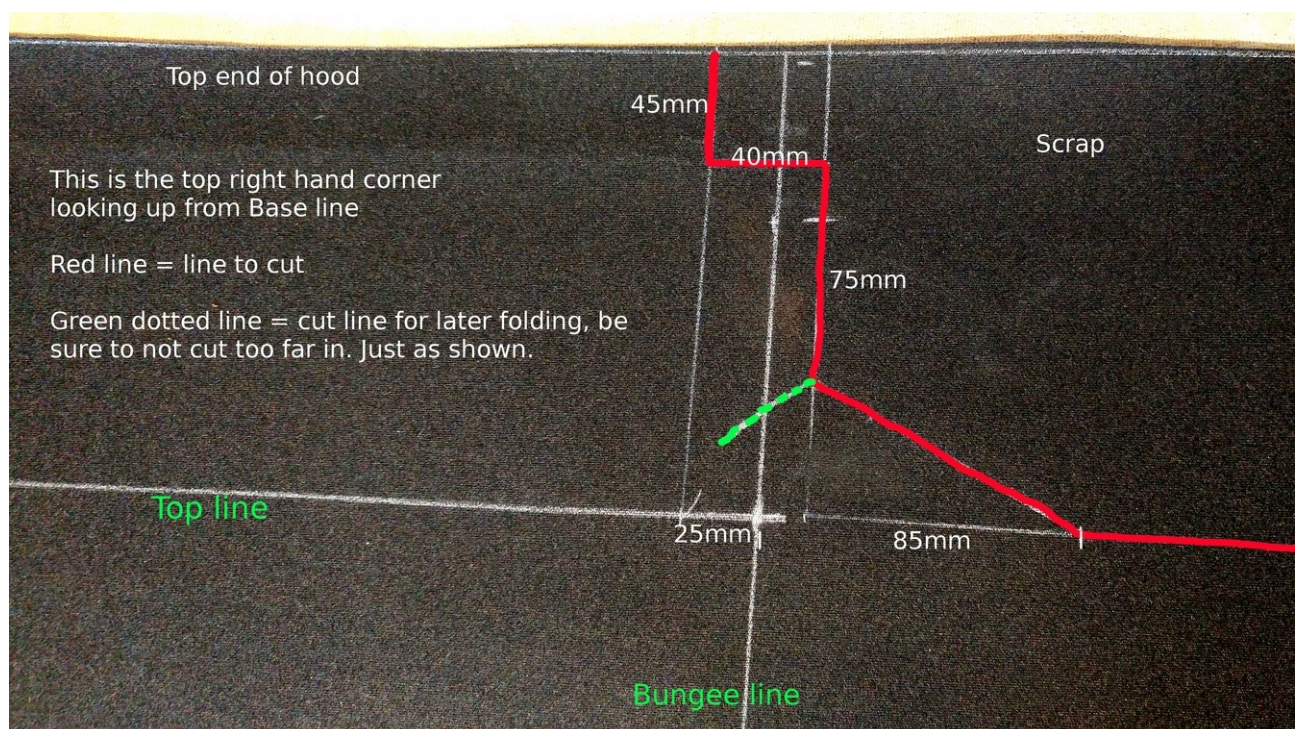 Top end of hood
45mm
40mm
Scrap
This is the top right hand corner
looking up from Base line
Red line = line to cut
75mm
Green dotted line = cut line for later folding, be
sure to not cut too far in. Just as shown.
Top line
25mm
85mm
Bungee line